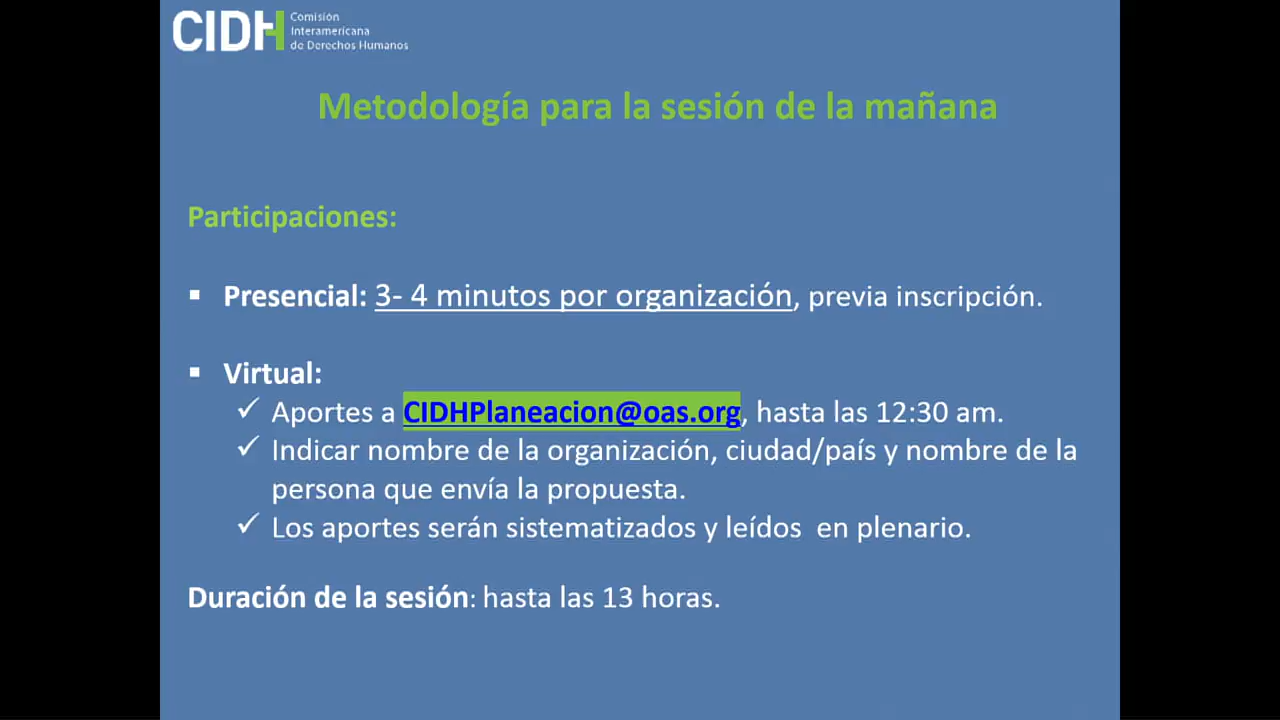 CIDH
Comisión
Interamericana
de Derechos Humanos
Metodología para la sesión de la mañana
Participaciones:
▪ Presencial: 3- 4 minutos por organización, previa inscripción.
▪ Virtual:
✓ Aportes a CIDHPlaneacion@oas.org, hasta las 12:30 am.
✓ Indicar nombre de la organización, ciudad/país y nombre de la
persona que envía la propuesta.
✓ Los aportes serán sistematizados y leídos  en plenario.
Duración de la sesión: hasta las 13 horas.